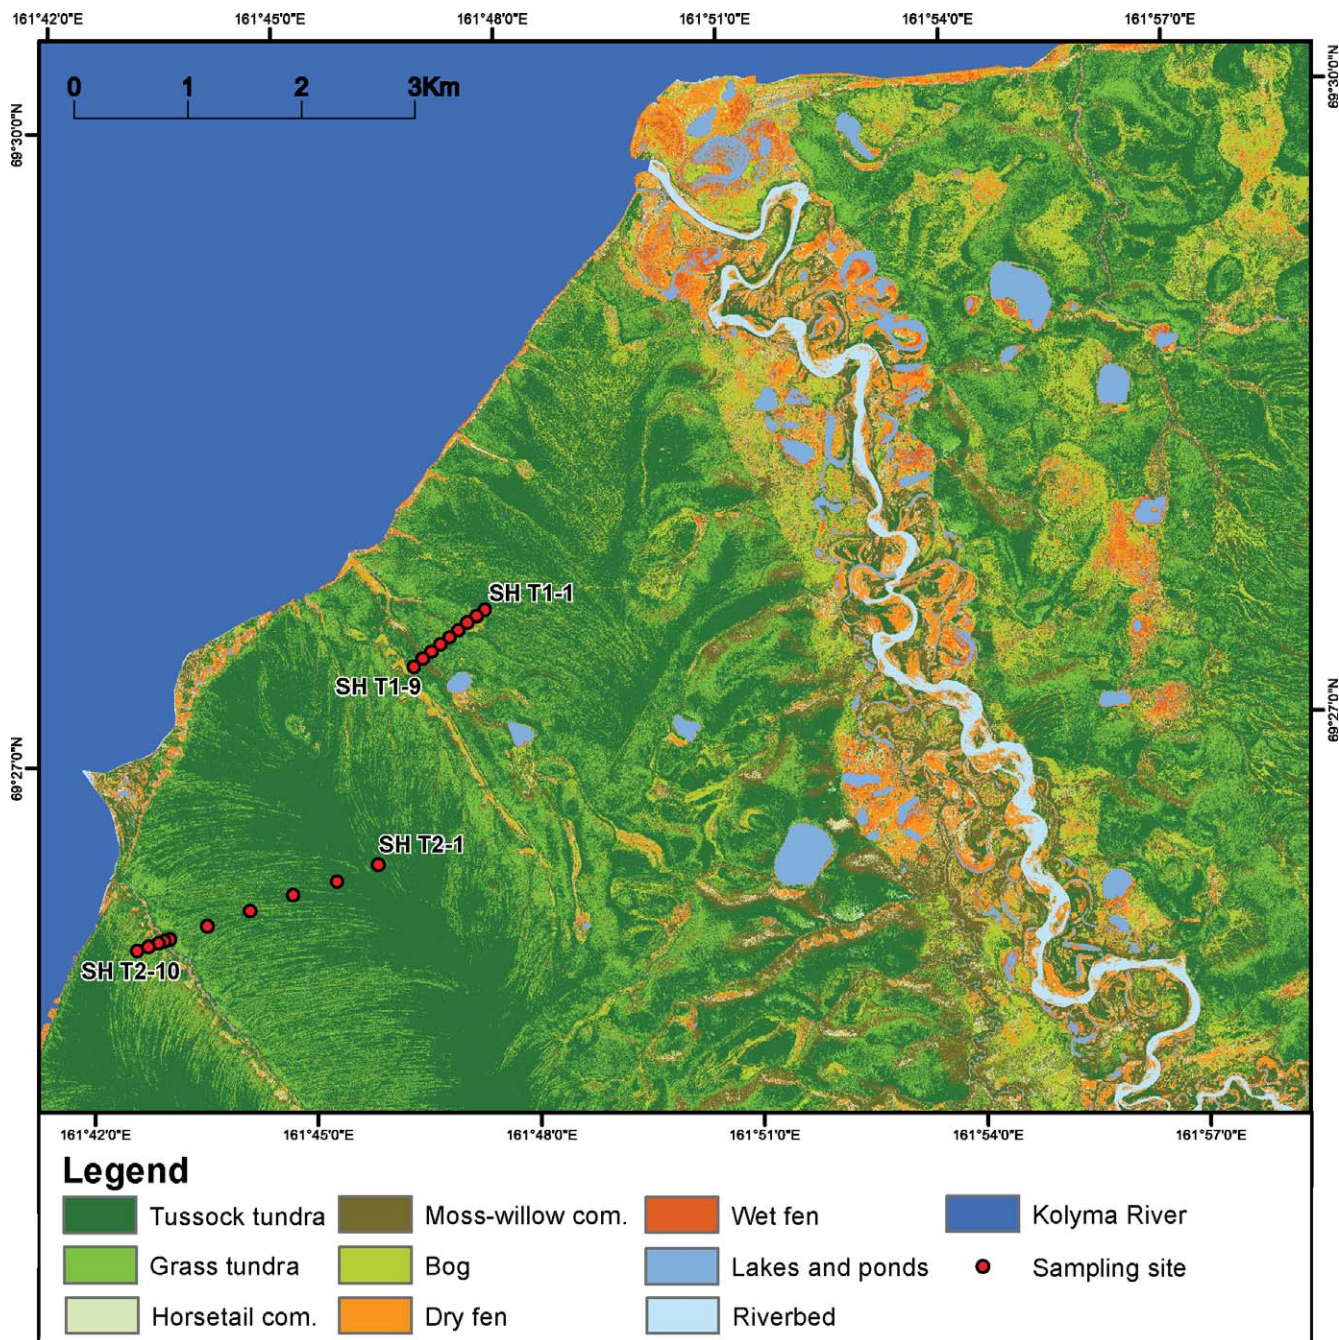 161°42'0"E 161°45'0"E 161°48'0"E 161°51'0"E 161°54'0"E 161°57'0"E
0 1 2 3Km
69°30'0"N
69°30'0"N
SH T1-1
SH T1-9
69°27'0"N
69°27'0"N
SH T2-1
SH T2-10
161°42'0"E 161°45'0"E 161°48'0"E 161°51'0"E 161°54'0"E 161°57'0"E
Legend
Tussock tundra Moss-willow com. Wet fen Kolyma River
Grass tundra Bog Lakes and ponds Sampling site
Horsetail com. Dry fen Riverbed